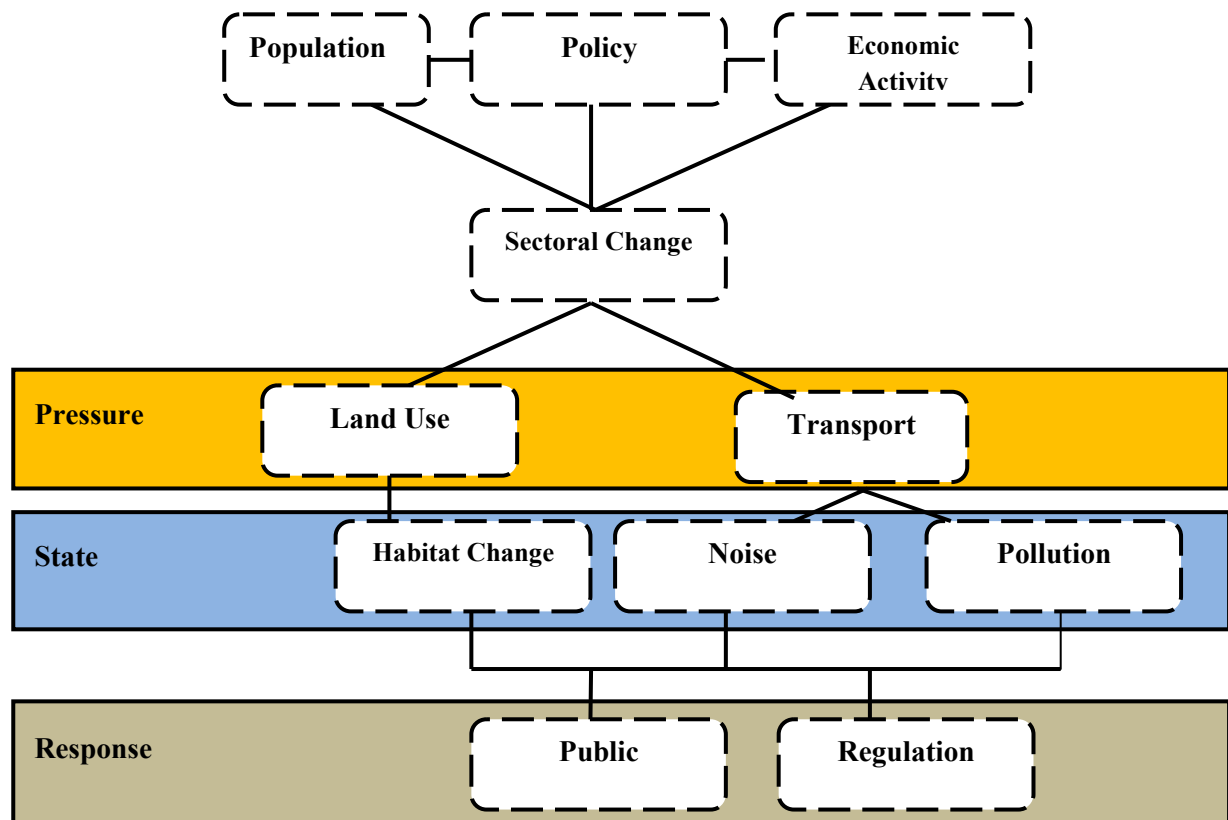 Population
Policy
Economic
Activity
Sectoral Change
Pressure
Land Use
Transport
State
Habitat Change
Noise
Pollution
Response
Public
Regulation